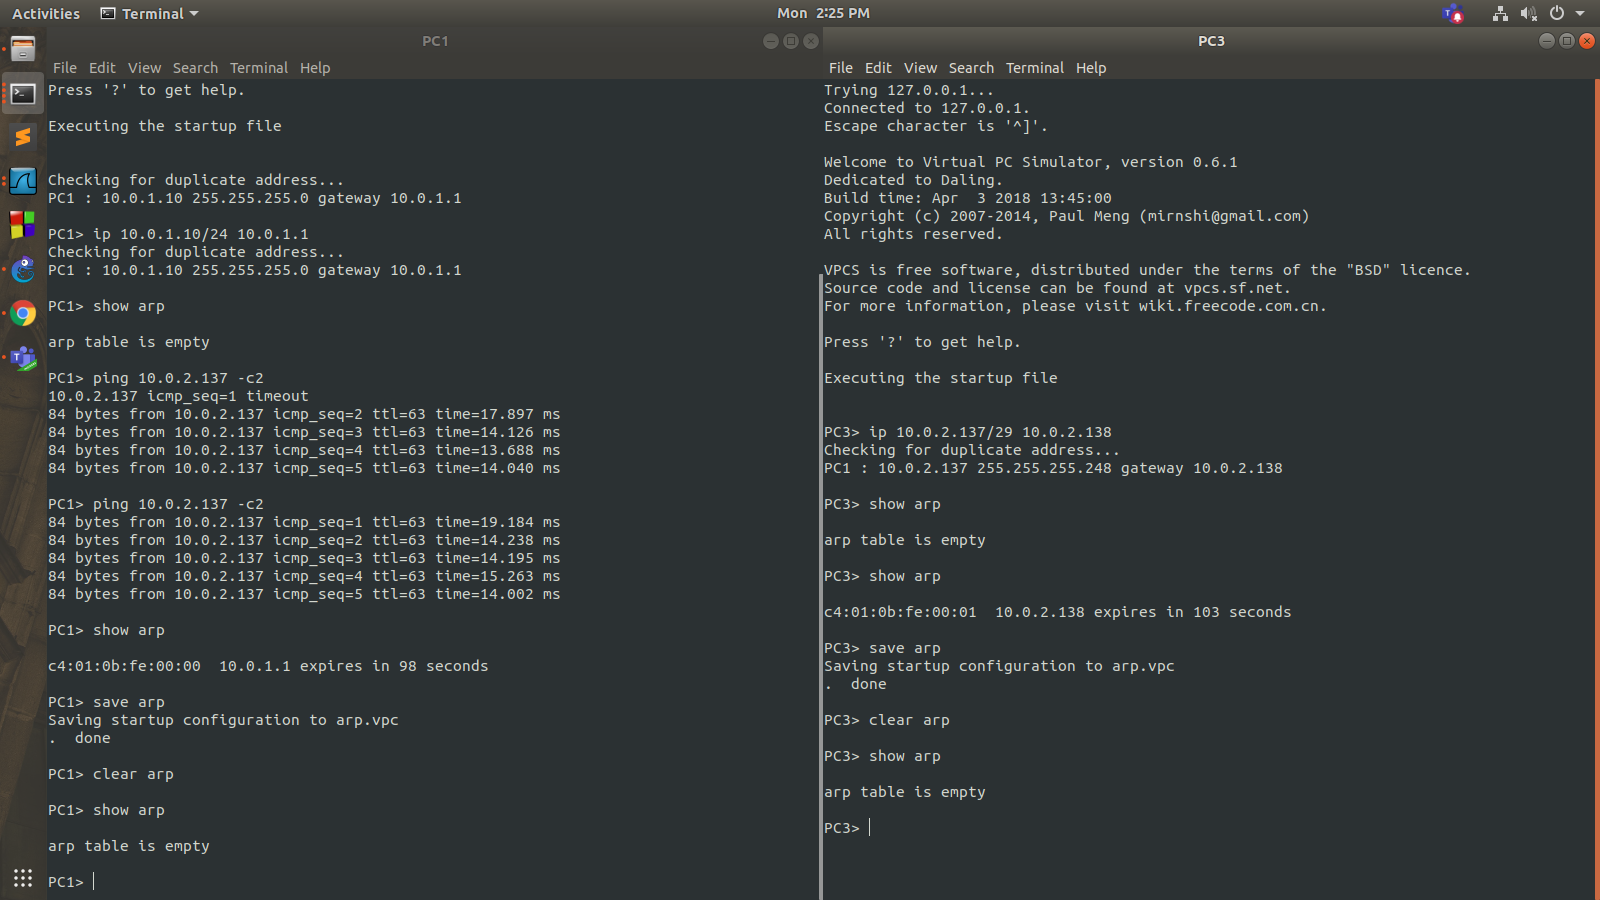 Activities Terminal Mon 2:25 PM
PC1
File Edit View Search Terminal Help
Press '?' to get help.
Executing the startup file
Checking for duplicate address...
PC1 : 10.0.1.10 255.255.255.0 gateway 10.0.1.1
PC1> ip 10.0.1.10/24 10.0.1.1
Checking for duplicate address...
PC1 : 10.0.1.10 255.255.255.0 gateway 10.0.1.1
PC1> show arp
arp table is empty
PC1> ping 10.0.2.137 -c2
10.0.2.137 icmp_seq=1 timeout
84 bytes from 10.0.2.137 icmp_seq=2 ttl=63 time=17.897 ms
84 bytes from 10.0.2.137 icmp_seq=3 ttl=63 time=14.126 ms
84 bytes from 10.0.2.137 icmp_seq=4 ttl=63 time=13.688 ms
84 bytes from 10.0.2.137 icmp_seq=5 ttl=63 time=14.040 ms
PC1> ping 10.0.2.137 -c2
84 bytes from 10.0.2.137 icmp_seq=1 ttl=63 time=19.184 ms
84 bytes from 10.0.2.137 icmp_seq=2 ttl=63 time=14.238 ms
84 bytes from 10.0.2.137 icmp_seq=3 ttl=63 time=14.195 ms
84 bytes from 10.0.2.137 icmp_seq=4 ttl=63 time=15.263 ms
84 bytes from 10.0.2.137 icmp_seq=5 ttl=63 time=14.002 ms
PC1> show arp
c4:01:0b:fe:00:00  10.0.1.1 expires in 98 seconds
PC1> save arp
Saving startup configuration to arp.vpc
.  done
PC1> clear arp
PC1> show arp
arp table is empty
PC1>
PC3
File Edit View Search Terminal Help
Trying 127.0.0.1...
Connected to 127.0.0.1.
Escape character is '^]'.
Welcome to Virtual PC Simulator, version 0.6.1
Dedicated to Daling.
Build time: Apr  3 2018 13:45:00
Copyright (c) 2007-2014, Paul Meng (mirnshi@gmail.com)
All rights reserved.
VPCS is free software, distributed under the terms of the "BSD" licence.
Source code and license can be found at vpcs.sf.net.
For more information, please visit wiki.freecode.com.cn.
Press '?' to get help.
Executing the startup file
PC3> ip 10.0.2.137/29 10.0.2.138
Checking for duplicate address...
PC1 : 10.0.2.137 255.255.255.248 gateway 10.0.2.138
PC3> show arp
arp table is empty
PC3> show arp
c4:01:0b:fe:00:01  10.0.2.138 expires in 103 seconds
PC3> save arp
Saving startup configuration to arp.vpc
.  done
PC3> clear arp
PC3> show arp
arp table is empty
PC3>